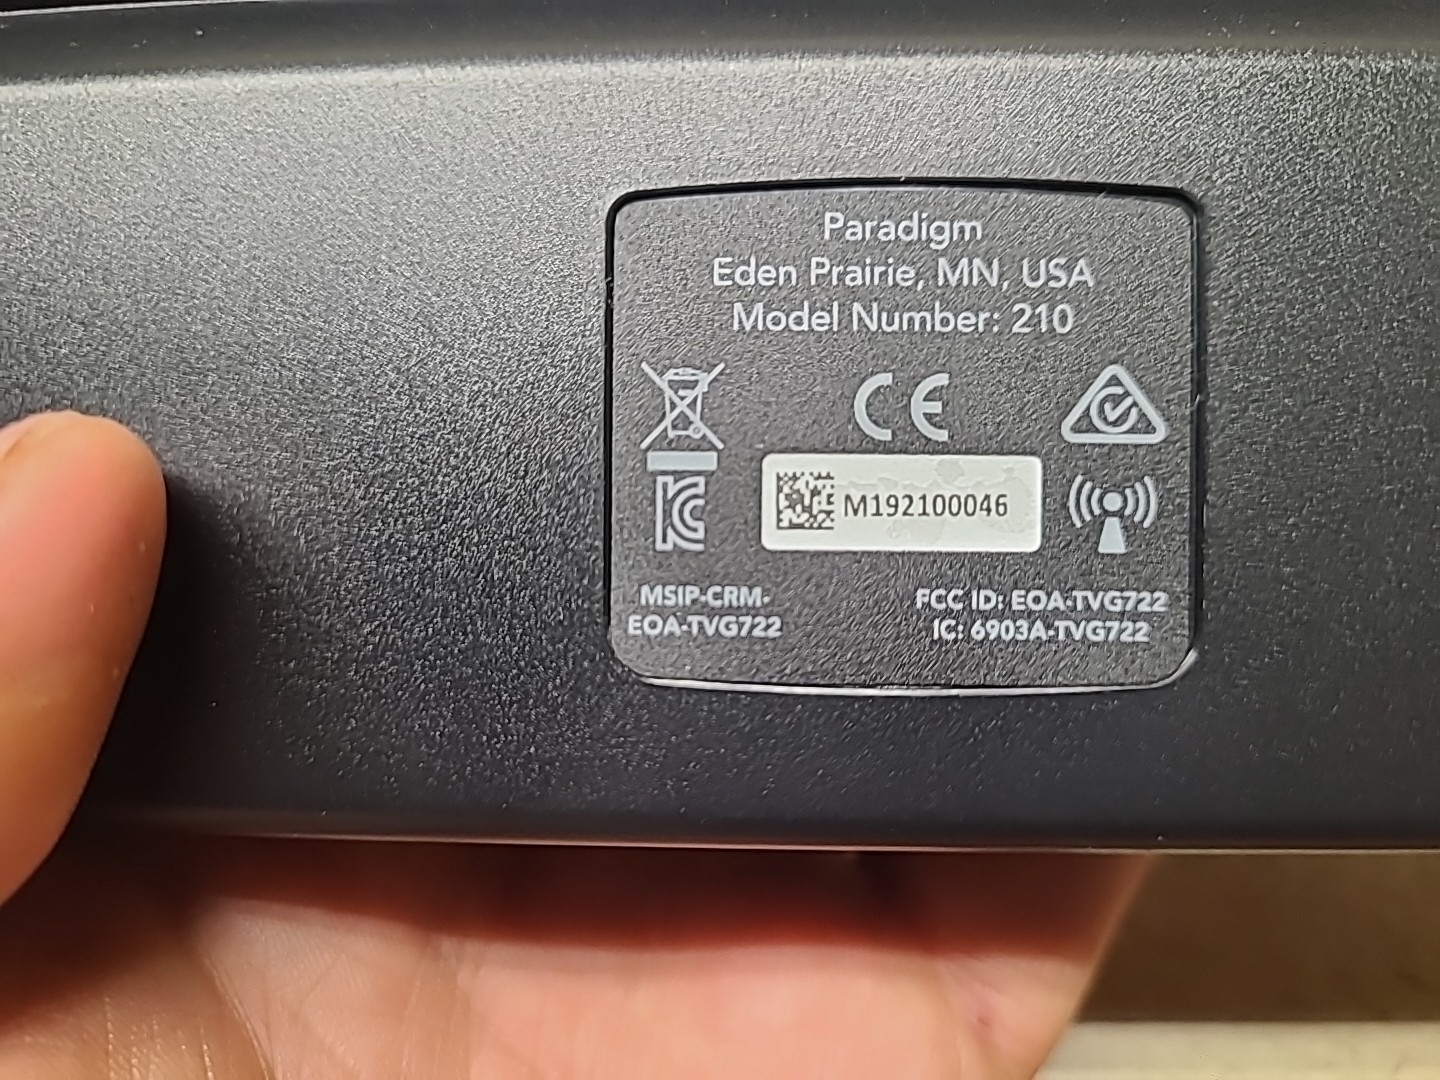 Paradigm
Eden Prairie, MN, USA
Model Number: 210
CE
M192100046
MSIP-CRM-
EOA-TVG722
FCC ID: EOA-TVG722
IC: 6903A-TVG722